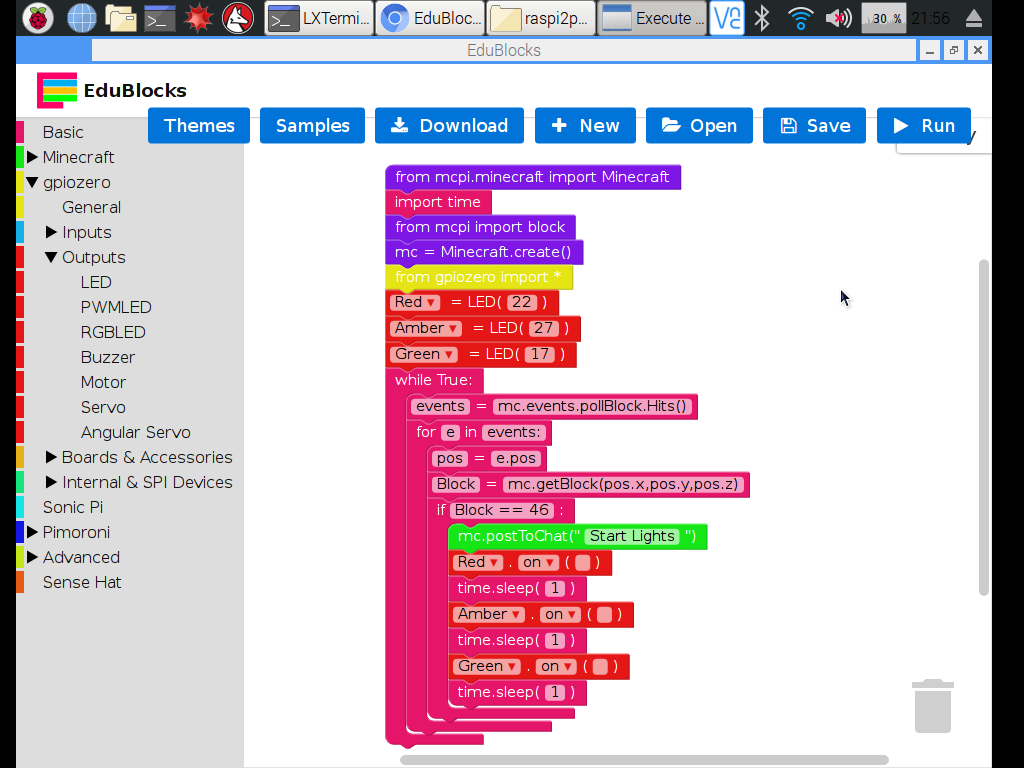 LXTermi...
EduBloc...
raspi2p...
Execute ...
30 %
21:56
EduBlocks
EduBlocks
Themes
Samples
Download
New
Open
Save
Run
y
Basic
Minecraft
gpiozero
General
Inputs
Outputs
LED
PWMLED
RGBLED
Buzzer
Motor
Servo
Angular Servo
Boards & Accessories
Internal & SPI Devices
Sonic Pi
Pimoroni
Advanced
Sense Hat
from mcpi.minecraft import Minecraft
import time
from mcpi import block
mc = Minecraft.create()
from gpiozero import *
Red = LED( 22 )
Amber = LED( 27 )
Green = LED( 17 )
while True:
events = mc.events.pollBlock.Hits()
for e in events:
pos = e.pos
Block = mc.getBlock(pos.x,pos.y,pos.z)
if Block == 46 :
mc.postToChat(" Start Lights ")
Red . on ( )
time.sleep( 1 )
Amber . on ( )
time.sleep( 1 )
Green . on ( )
time.sleep( 1 )